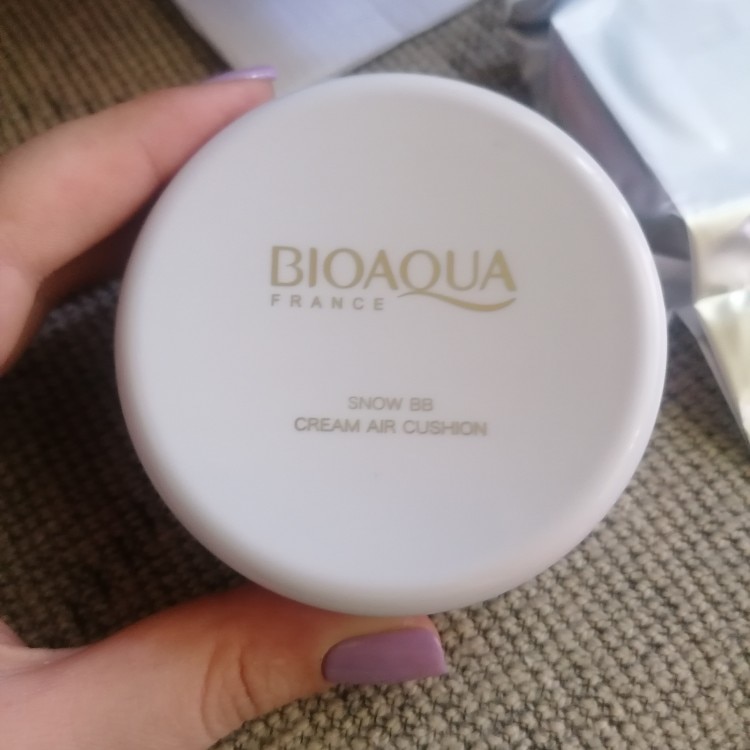 BIOAQUA
FRANCE
SNOW BB
CREAM AIR CUSHION